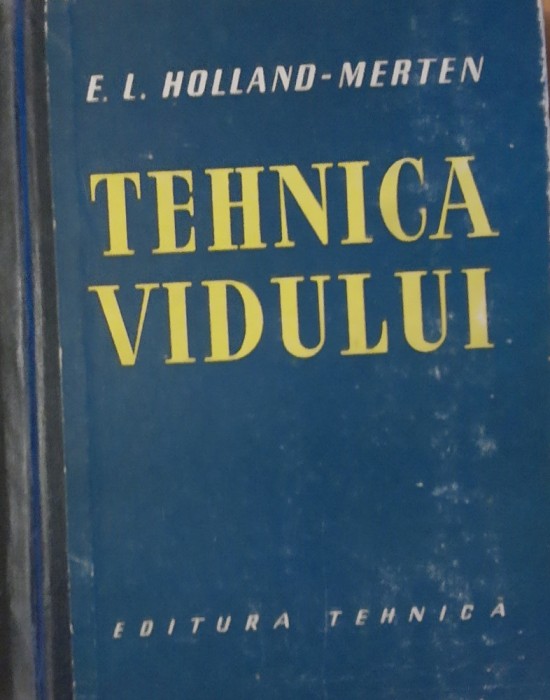 E. L. HOLLAND-MERTEN
TEHNICA
VIDULUI
EDITURA TEHNICĂ